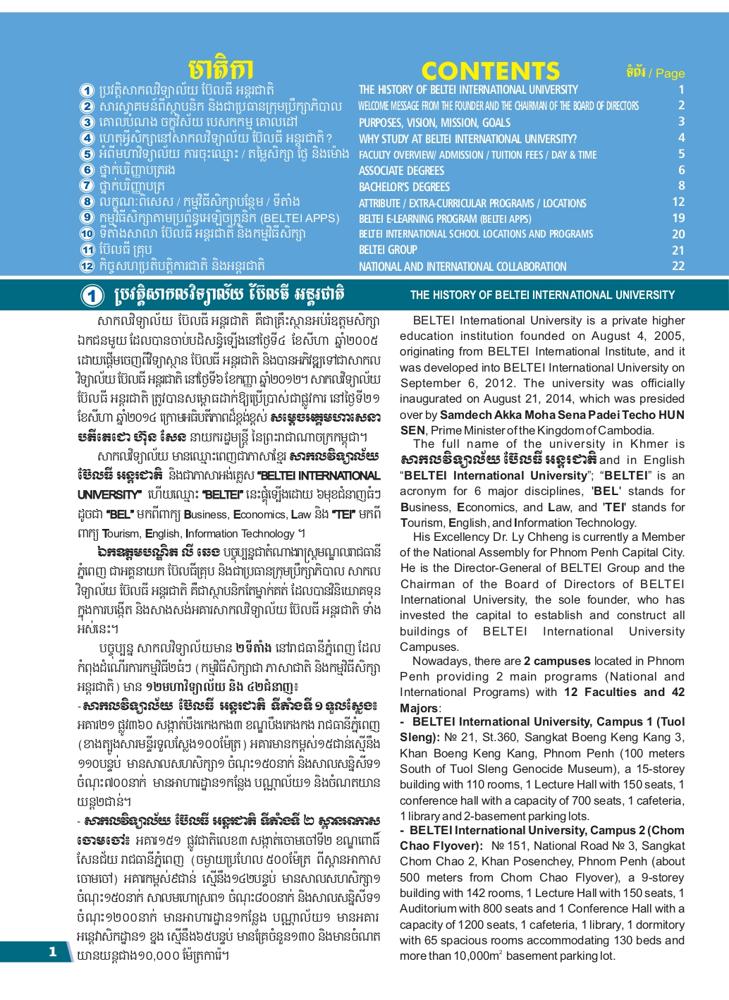 មាតិកា
CONTENTS
ទំព័រ / Page
1 ប្រវត្តិសាកលវិទ្យាល័យ ប៊ែលធី អន្តរជាតិ
THE HISTORY OF BELTEI INTERNATIONAL UNIVERSITY 1
2 សារស្វាគមន៍ពីស្ថាបនិក និងជាប្រធានក្រុមប្រឹក្សាភិបាល
WELCOME MESSAGE FROM THE FOUNDER AND THE CHAIRMAN OF THE BOARD OF DIRECTORS 2
3 គោលបំណង ចក្ខុវិស័យ បេសកកម្ម គោលដៅ
PURPOSES, VISION, MISSION, GOALS 3
4 ហេតុអ្វីសិក្សានៅសាកលវិទ្យាល័យ ប៊ែលធី អន្តរជាតិ ?
WHY STUDY AT BELTEI INTERNATIONAL UNIVERSITY? 4
5 អំពីមហាវិទ្យាល័យ ការចុះឈ្មោះ / តម្លៃសិក្សា ថ្ងៃ និងម៉ោង
FACULTY OVERVIEW/ ADMISSION / TUITION FEES / DAY & TIME 5
6 ថ្នាក់បរិញ្ញាបត្ររង
ASSOCIATE DEGREES 6
7 ថ្នាក់បរិញ្ញាបត្រ
BACHELOR'S DEGREES 8
8 លក្ខណៈពិសេស / កម្មវិធីសិក្សាបន្ថែម / ទីតាំង
ATTRIBUTE / EXTRA-CURRICULAR PROGRAMS / LOCATIONS 12
9 កម្មវិធីសិក្សាតាមប្រព័ន្ធអេឡិចត្រូនិក (BELTEI APPS)
BELTEI E-LEARNING PROGRAM (BELTEI APPS) 19
10 ទីតាំងសាលា ប៊ែលធី អន្តរជាតិ និងកម្មវិធីសិក្សា
BELTEI INTERNATIONAL SCHOOL LOCATIONS AND PROGRAMS 20
11 ប៊ែលធី គ្រុប
BELTEI GROUP 21
12 កិច្ចសហប្រតិបត្តិការជាតិ និងអន្តរជាតិ
NATIONAL AND INTERNATIONAL COLLABORATION 22
1 ប្រវត្តិសាកលវិទ្យាល័យ ប៊ែលធី អន្តរជាតិ
THE HISTORY OF BELTEI INTERNATIONAL UNIVERSITY
សាកលវិទ្យាល័យ ប៊ែលធី អន្តរជាតិ គឺជាគ្រឹះស្ថានអប់រំឧត្តមសិក្សា
ឯកជនមួយ ដែលបានចាប់បដិសន្ធិឡើងនៅថ្ងៃទី៤ ខែសីហា ឆ្នាំ២០០៥
ដោយផ្តើមចេញពីវិទ្យាស្ថាន ប៊ែលធី អន្តរជាតិ និងបានអភិវឌ្ឍទៅជាសាកល
វិទ្យាល័យ ប៊ែលធី អន្តរជាតិ នៅថ្ងៃទី៦ ខែកញ្ញា ឆ្នាំ២០១២។ សាកលវិទ្យាល័យ
ប៊ែលធី អន្តរជាតិ ត្រូវបានសម្ពោធដាក់ឱ្យប្រើប្រាស់ជាផ្លូវការ នៅថ្ងៃទី២១
ខែសីហា ឆ្នាំ២០១៤ ក្រោមអធិបតីភាពដ៏ខ្ពង់ខ្ពស់ សម្តេចអគ្គមហាសេនា
បតីតេជោ ហ៊ុន សែន នាយករដ្ឋមន្ត្រី នៃព្រះរាជាណាចក្រកម្ពុជា។
សាកលវិទ្យាល័យ មានឈ្មោះពេញជាភាសាខ្មែរ សាកលវិទ្យាល័យ
ប៊ែលធី អន្តរជាតិ និងជាភាសាអង់គ្លេស "BELTEI INTERNATIONAL
UNIVERSITY" ហើយឈ្មោះ "BELTEI" នេះផ្តុំឡើងដោយ ៦មុខជំនាញធំៗ
ដូចជា "BEL" មកពីពាក្យ Business, Economics, Law និង "TEI" មកពី
ពាក្យ Tourism, English, Information Technology ។
ឯកឧត្តមបណ្ឌិត លី ឆេង បច្ចុប្បន្នជាតំណាងរាស្ត្រមណ្ឌលរាជធានី
ភ្នំពេញ ជាអគ្គនាយក ប៊ែលធីគ្រុប និងជាប្រធានក្រុមប្រឹក្សាភិបាល សាកល
វិទ្យាល័យ ប៊ែលធី អន្តរជាតិ គឺជាស្ថាបនិកតែម្នាក់គត់ ដែលបានវិនិយោគទុន
ក្នុងការបង្កើត និងសាងសង់អគារសាកលវិទ្យាល័យ ប៊ែលធី អន្តរជាតិ ទាំង
អស់នេះ។
បច្ចុប្បន្ន សាកលវិទ្យាល័យមាន ២ទីតាំង នៅរាជធានីភ្នំពេញ ដែល
កំពុងដំណើរការកម្មវិធី២ធំៗ (កម្មវិធីសិក្សាជា ភាសាជាតិ និងកម្មវិធីសិក្សា
អន្តរជាតិ) មាន ១២មហាវិទ្យាល័យ និង ៤២ជំនាញ៖
-សាកលវិទ្យាល័យ ប៊ែលធី អន្តរជាតិ ទីតាំងទី១ ទួលស្លែង៖
អគារ២១ ផ្លូវ៣៦០ សង្កាត់បឹងកេងកង៣ ខណ្ឌបឹងកេងកង រាជធានីភ្នំពេញ
(ខាងត្បូងសារមន្ទីរទួលស្លែង១០០ម៉ែត្រ) អគារមានកម្ពស់១៥ជាន់ស្មើនឹង
១១០បន្ទប់ មានសាលសហសិក្សា១ ចំណុះ១៥០នាក់ និងសាលសន្និសីទ១
ចំណុះ៧០០នាក់ មានអាហារដ្ឋាន១កន្លែង បណ្ណាល័យ១ និងចំណតយាន
យន្ត២ជាន់។
- សាកលវិទ្យាល័យ ប៊ែលធី អន្តរជាតិ ទីតាំងទី ២ ស្ពានអាកាស
ចោមចៅ៖ អគារ១៥១ ផ្លូវជាតិលេខ៣ សង្កាត់ចោមចៅទី២ ខណ្ឌពោធិ៍
សែនជ័យ រាជធានីភ្នំពេញ (ចម្ងាយប្រហែល ៥០០ម៉ែត្រ ពីស្ពានអាកាស
ចោមចៅ) អគារកម្ពស់៩ជាន់ ស្មើនឹង១៤២បន្ទប់ មានសាលសហសិក្សា១
ចំណុះ១៥០នាក់ សាលមហោស្រព១ ចំណុះ៨០០នាក់ និងសាលសន្និសីទ១
ចំណុះ១២០០នាក់ មានអាហារដ្ឋាន១កន្លែង បណ្ណាល័យ១ មានអគារ
អន្តេវាសិកដ្ឋាន១ ខ្នង ស្មើនឹង៦៥បន្ទប់ មានគ្រែចំនួន១៣០ និងមានចំណត
យានយន្តជាង១០,០០០ ម៉ែត្រការ៉េ។
BELTEI International University is a private higher
education institution founded on August 4, 2005,
originating from BELTEI International Institute, and it
was developed into BELTEI International University on
September 6, 2012. The university was officially
inaugurated on August 21, 2014, which was presided
over by Samdech Akka Moha Sena Padei Techo HUN
SEN, Prime Minister of the Kingdom of Cambodia.
The full name of the university in Khmer is
សាកលវិទ្យាល័យ ប៊ែលធី អន្តរជាតិ and in English
"BELTEI International University"; "BELTEI" is an
acronym for 6 major disciplines, 'BEL' stands for
Business, Economics, and Law, and 'TEI' stands for
Tourism, English, and Information Technology.
His Excellency Dr. Ly Chheng is currently a Member
of the National Assembly for Phnom Penh Capital City.
He is the Director-General of BELTEI Group and the
Chairman of the Board of Directors of BELTEI
International University, the sole founder, who has
invested the capital to establish and construct all
buildings of BELTEI International University
Campuses.
Nowadays, there are 2 campuses located in Phnom
Penh providing 2 main programs (National and
International Programs) with 12 Faculties and 42
Majors:
- BELTEI International University, Campus 1 (Tuol
Sleng): № 21, St.360, Sangkat Boeng Keng Kang 3,
Khan Boeng Keng Kang, Phnom Penh (100 meters
South of Tuol Sleng Genocide Museum), a 15-storey
building with 110 rooms, 1 Lecture Hall with 150 seats, 1
conference hall with a capacity of 700 seats, 1 cafeteria,
1 library and 2-basement parking lots.
- BELTEI International University, Campus 2 (Chom
Chao Flyover): № 151, National Road № 3, Sangkat
Chom Chao 2, Khan Posenchey, Phnom Penh (about
500 meters from Chom Chao Flyover), a 9-storey
building with 142 rooms, 1 Lecture Hall with 150 seats, 1
Auditorium with 800 seats and 1 Conference Hall with a
capacity of 1200 seats, 1 cafeteria, 1 library, 1 dormitory
with 65 spacious rooms accommodating 130 beds and
more than 10,000m² basement parking lot.
1